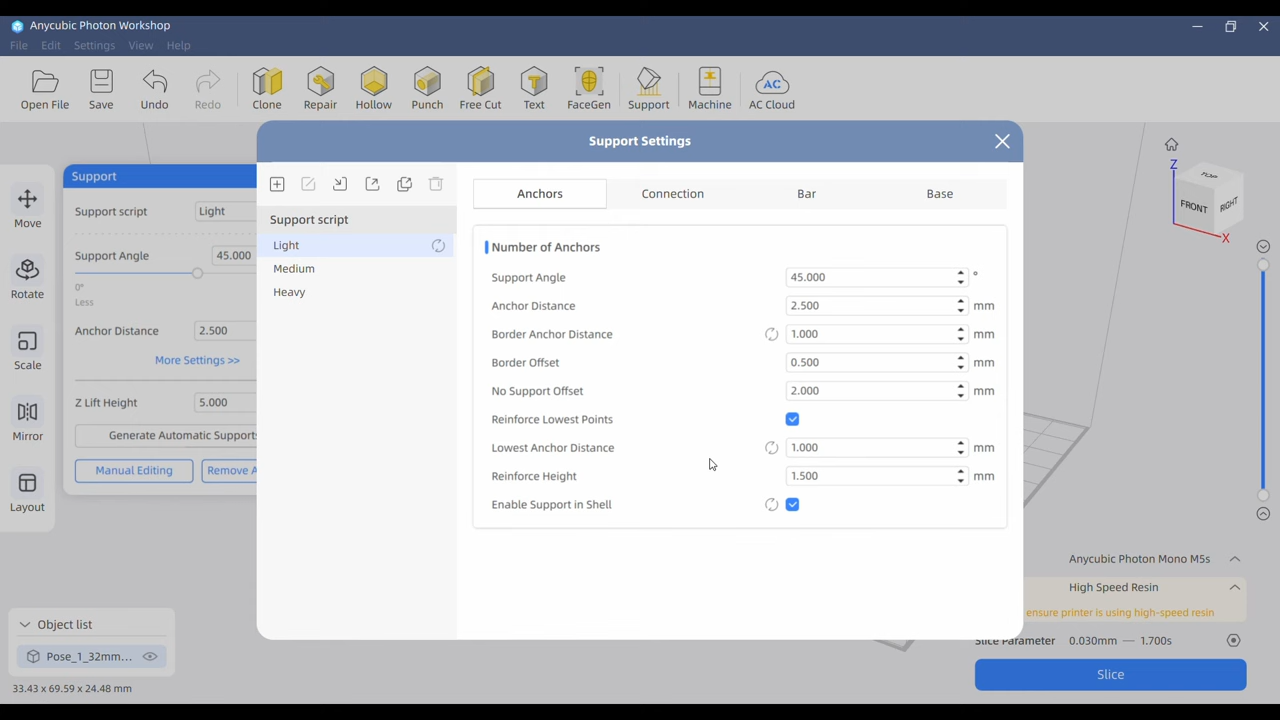 Anycubic Photon Workshop
File Edit Settings View Help
Open File Save Undo Redo Clone Repair Hollow Punch Free Cut Text FaceGen Support Machine AC Cloud
AC
T
Support Settings
Move
Rotate
Scale
Mirror
Layout
Support
Support script Light
Support Angle 45.000
0°
Less
Anchor Distance 2.500
More Settings >>
Z Lift Height 5.000
Generate Automatic Supports
Manual Editing Remove A
Support script
Light
Medium
Heavy
Anchors Connection Bar Base
Number of Anchors
Support Angle 45.000 °
Anchor Distance 2.500 mm
Border Anchor Distance 1.000 mm
Border Offset 0.500 mm
No Support Offset 2.000 mm
Reinforce Lowest Points
Lowest Anchor Distance 1.000 mm
Reinforce Height 1.500 mm
Enable Support in Shell
Z
TOP
FRONT RIGHT
X
Anycubic Photon Mono M5s
High Speed Resin
ensure printer is using high-speed resin
Slice Parameter 0.030mm — 1.700s
Slice
Object list
Pose_1_32mm...
33.43 x 69.59 x 24.48 mm